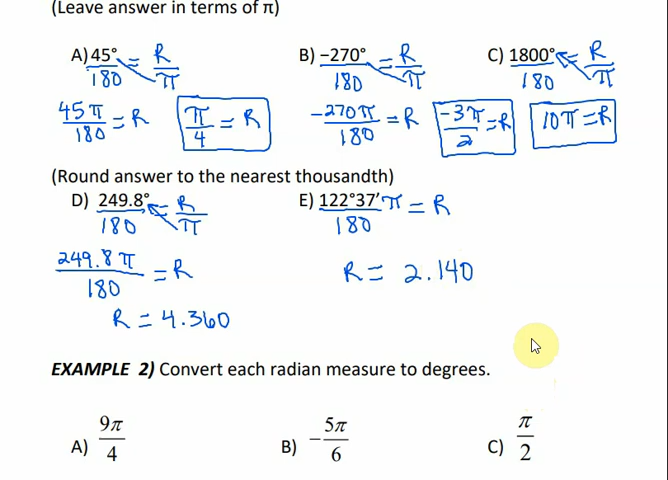 (Leave answer in terms of π)
A) 45°/180 = R/π B) -270°/180 = R/π C) 1800°/180 = R/π
45π/180 = R π/4 = R -270π/180 = R -3π/2 = R 10π = R
(Round answer to the nearest thousandth)
D) 249.8°/180 = R/π E) 122°37'π/180 = R
249.8π/180 = R R = 2.140
R = 4.360
EXAMPLE 2) Convert each radian measure to degrees.
A) 9π/4 B) -5π/6 C) π/2